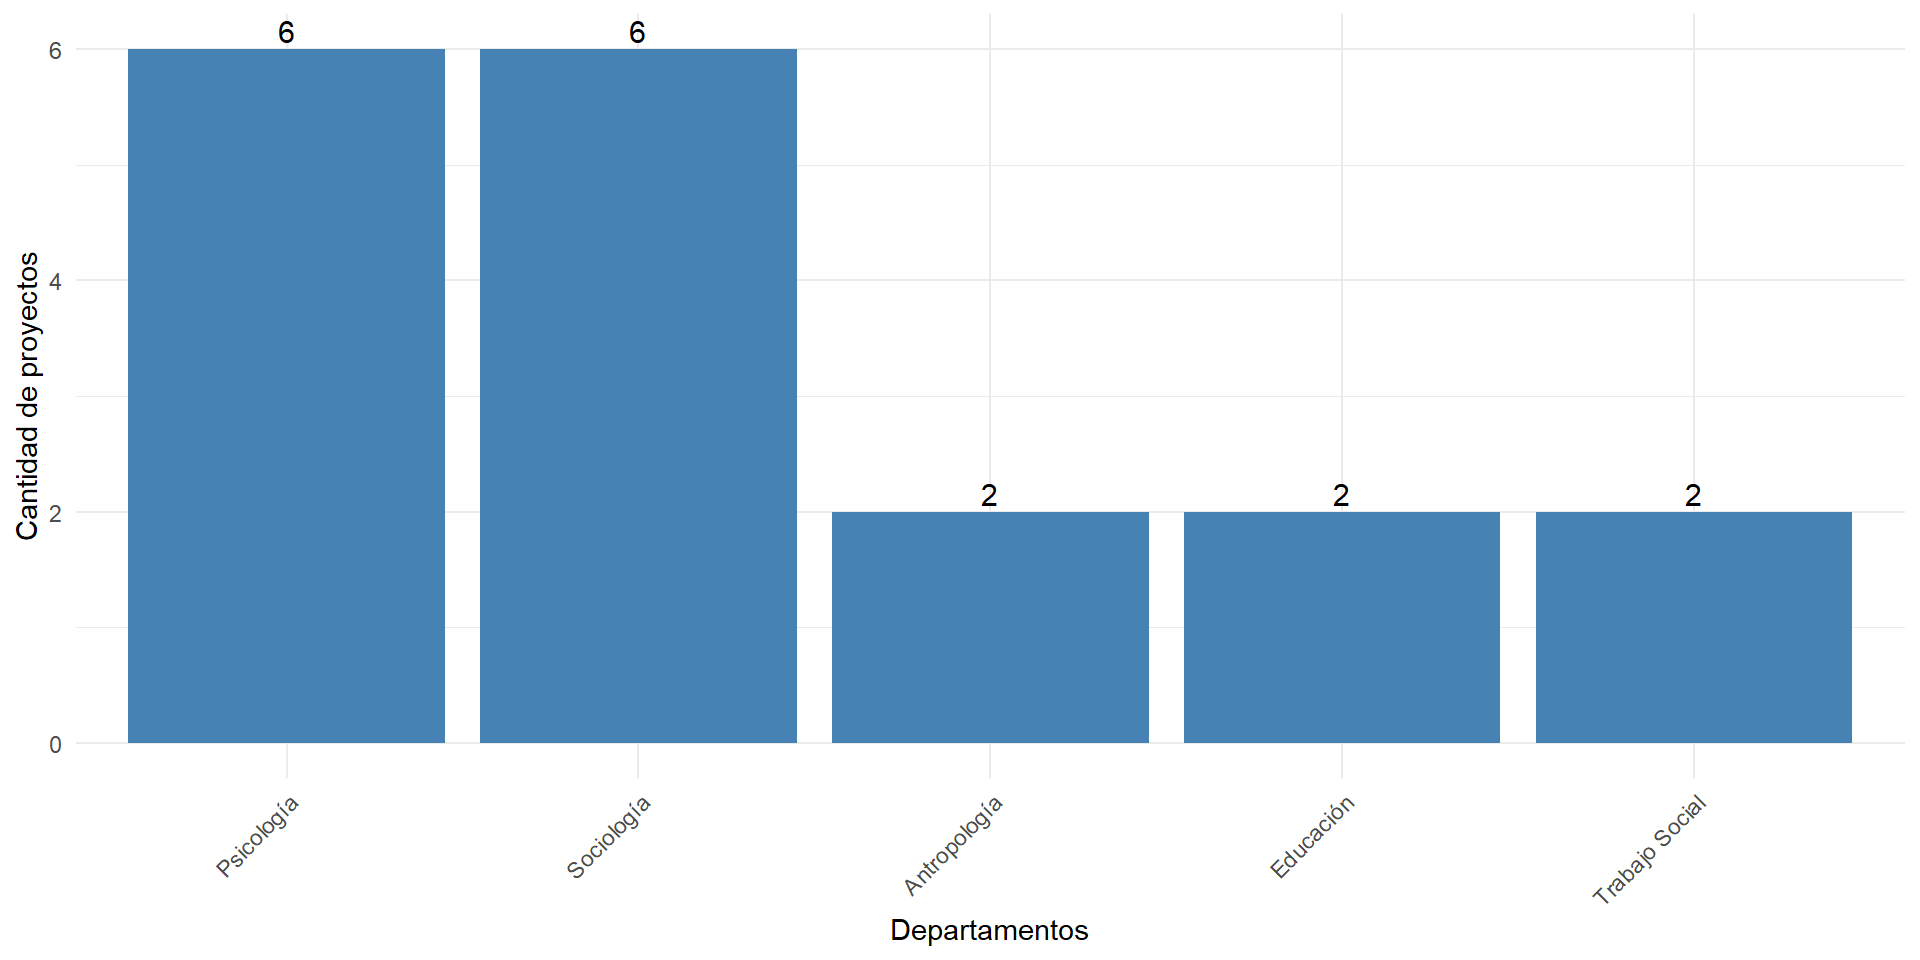 6
6
2
2
2
6
4
2
0
Cantidad de proyectos
Psicología
Sociología
Antropología
Educación
Trabajo Social
Departamentos